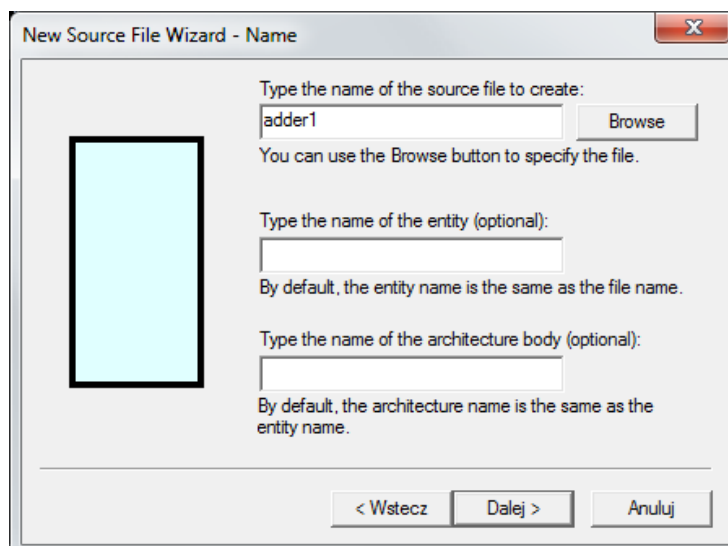 New Source File Wizard - Name
Type the name of the source file to create:
adder1
Browse
You can use the Browse button to specify the file.
Type the name of the entity (optional):
By default, the entity name is the same as the file name.
Type the name of the architecture body (optional):
By default, the architecture name is the same as the
entity name.
< Wstecz
Dalej >
Anuluj